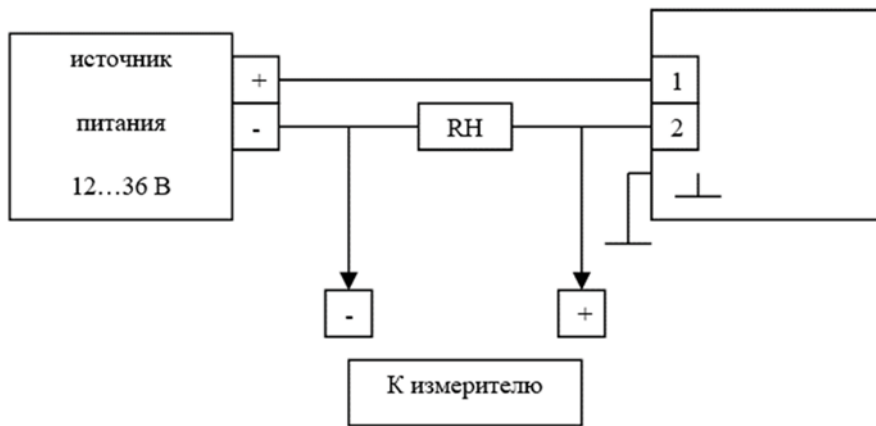 источник
питания
12...36 В
+
-
RH
1
2
-
+
К измерителю